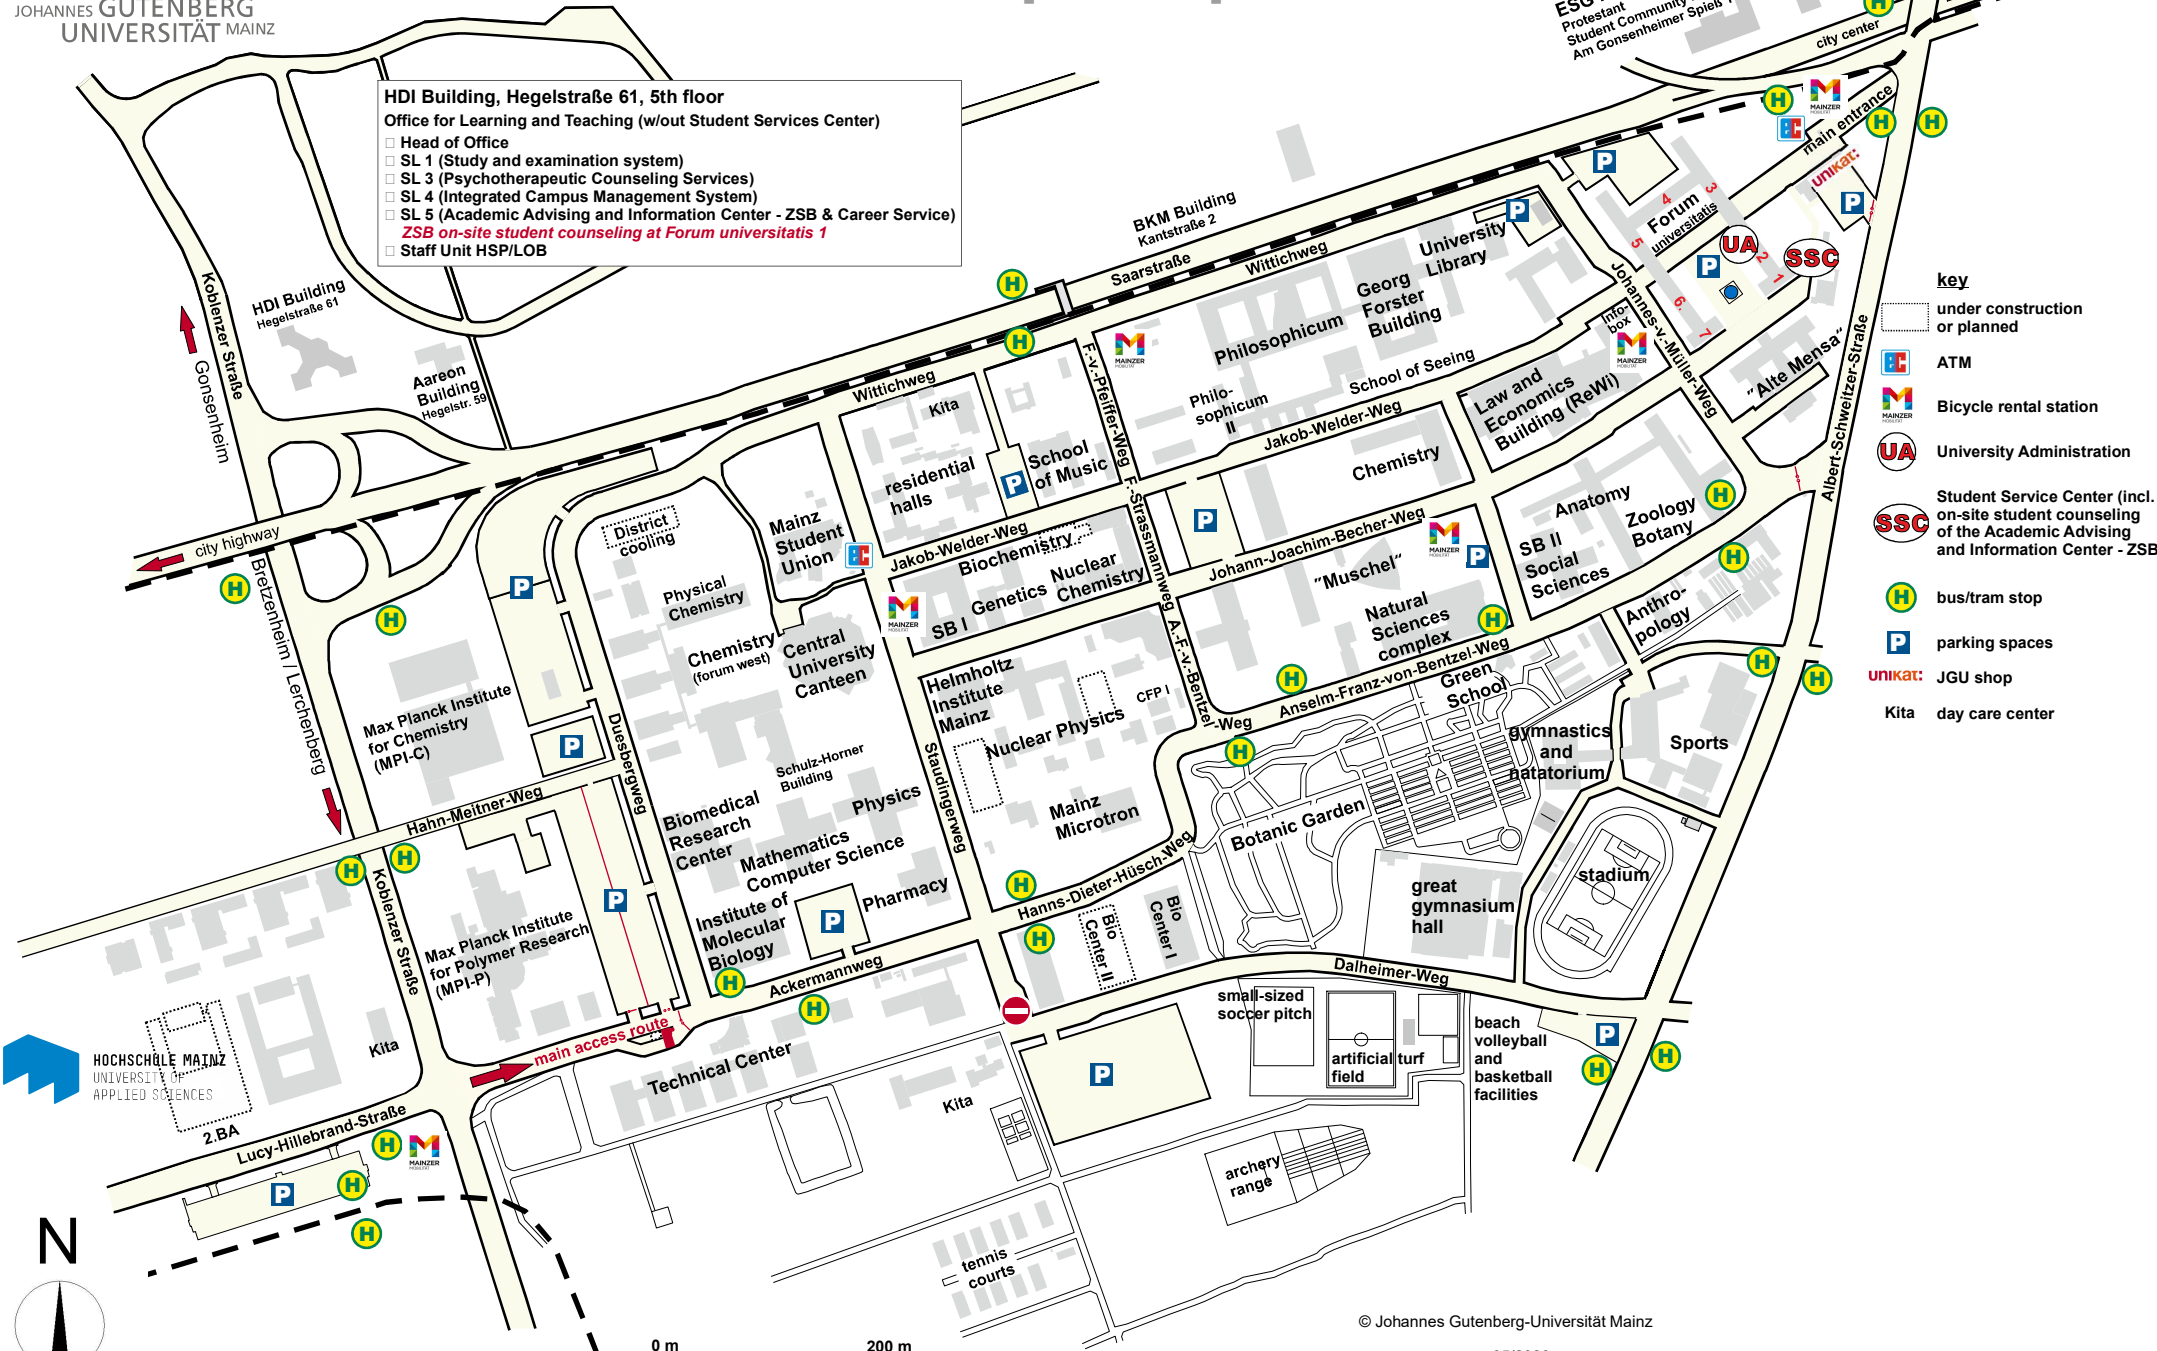 JOHANNES GUTENBERG
UNIVERSITÄT MAINZ
HDI Building, Hegelstraße 61, 5th floor
Office for Learning and Teaching (w/out Student Services Center)
Head of Office
SL 1 (Study and examination system)
SL 3 (Psychotherapeutic Counseling Services)
SL 4 (Integrated Campus Management System)
SL 5 (Academic Advising and Information Center - ZSB & Career Service)
ZSB on-site student counseling at Forum universitatis 1
Staff Unit HSP/LOB
Protestant
Student Community
Am Gonsenheimer Spieß
city center
main entrance
unikat:
BKM Building
Kantstraße 2
Saarstraße
Wittichweg
University
Library
Georg
Forster
Building
Philosophicum
Philo-
sophicum
II
School of Seeing
Forum
universitatis
1
2
3
4
5
6.
7
UA
SSC
Info-
box
Johannes-v.-Müller-Weg
"Alte Mensa"
Albert-Schweitzer-Straße
Law and
Economics
Building (ReWi)
Jakob-Welder-Weg
Chemistry
F.-v.-Pfeiffer-Weg
F.-Strassmannweg
A.-F.-v.-Bentzel
-Weg
Koblenzer Straße
Gonsenheim
HDI Building
Hegelstraße 61
Aareon
Building
Hegelstr. 59
Wittichweg
Kita
residential
halls
School
of Music
city highway
Bretzenheim / Lerchenberg
District
cooling
Mainz
Student
Union
Jakob-Welder-Weg
Biochemistry
Genetics
Nuclear
Chemistry
SB I
Johann-Joachim-Becher-Weg
"Muschel"
Natural
Sciences
complex
Anatomy
Zoology
Botany
SB II
Social
Sciences
Anthro-
pology
Physical
Chemistry
Chemistry
(forum west)
Central
University
Canteen
Helmholtz
Institute
Mainz
Nuclear Physics
CFP I
Anselm-Franz-von-Bentzel-Weg
Green
School
Max Planck Institute
for Chemistry
(MPI-C)
Duesbergweg
Schulz-Horner
Building
Staudingerweg
Physics
Mainz
Microtron
Botanic Garden
gymnastics
and
natatorium
Sports
Hahn-Meitner-Weg
Biomedical
Research
Center
Mathematics
Computer Science
Institute of
Molecular
Biology
Pharmacy
Hanns-Dieter-Hüsch-Weg
Bio
Center II
Bio
Center I
great
gymnasium
hall
stadium
Koblenzer Straße
Max Planck Institute
for Polymer Research
(MPI-P)
Ackermannweg
Dalheimer-Weg
main access route
Technical Center
small-sized
soccer pitch
artificial turf
field
beach
volleyball
and
basketball
facilities
Kita
HOCHSCHULE MAINZ
UNIVERSITY OF
APPLIED SCIENCES
2.BA
Lucy-Hillebrand-Straße
Kita
archery
range
tennis
courts
N
0 m
200 m
© Johannes Gutenberg-Universität Mainz
key
under construction
or planned
EC
ATM
MAINZER
MOBILITÄT
Bicycle rental station
UA
University Administration
SSC
Student Service Center (incl.
on-site student counseling
of the Academic Advising
and Information Center - ZSB
H
bus/tram stop
P
parking spaces
unikat:
JGU shop
Kita
day care center